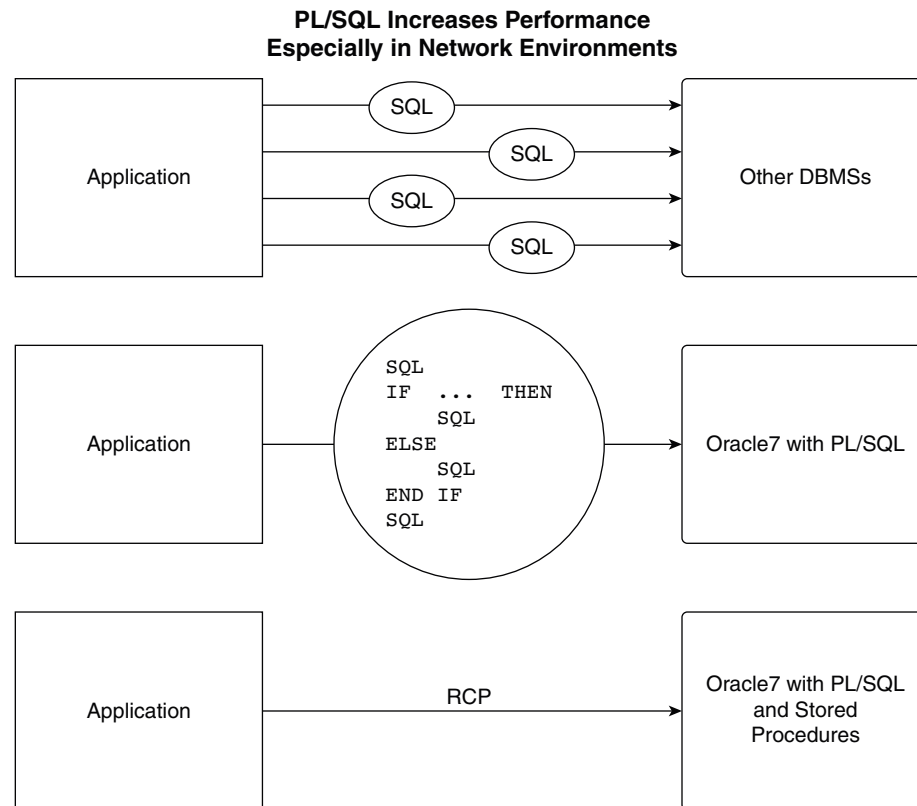 PL/SQL Increases Performance
Especially in Network Environments
Application
SQL
SQL
SQL
SQL
Other DBMSs
Application
SQL
IF ... THEN
SQL
ELSE
SQL
END IF
SQL
Oracle7 with PL/SQL
Application
RCP
Oracle7 with PL/SQL
and Stored
Procedures